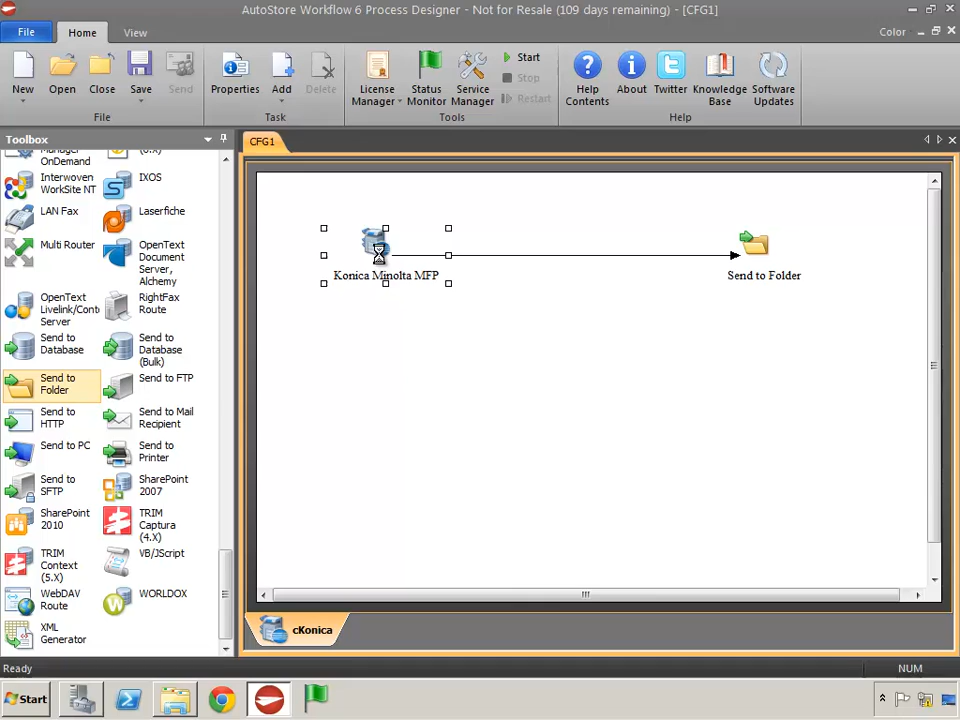 AutoStore Workflow 6 Process Designer - Not for Resale (109 days remaining) - [CFG1]
File
Home
View
Color
New
Open
Close
Save
Send
Properties
Add
Delete
License
Manager
Status
Monitor
Service
Manager
Start
Stop
Restart
Help
Contents
About
Twitter
Knowledge
Base
Software
Updates
File
Task
Tools
Help
Toolbox
CFG1
Manager
OnDemand
(6.x)
Interwoven
WorkSite NT
IXOS
LAN Fax
Laserfiche
Multi Router
OpenText
Document
Server,
Alchemy
OpenText
Livelink/Cont
Server
RightFax
Route
Send to
Database
Send to
Database
(Bulk)
Send to
Folder
Send to FTP
Send to
HTTP
Send to Mail
Recipient
Send to PC
Send to
Printer
Send to
SFTP
SharePoint
2007
SharePoint
2010
TRIM
Captura
(4.X)
TRIM
Context
(5.X)
VB/JScript
WebDAV
Route
WORLDOX
XML
Generator
Konica Minolta MFP
Send to Folder
cKonica
Ready
NUM
Start